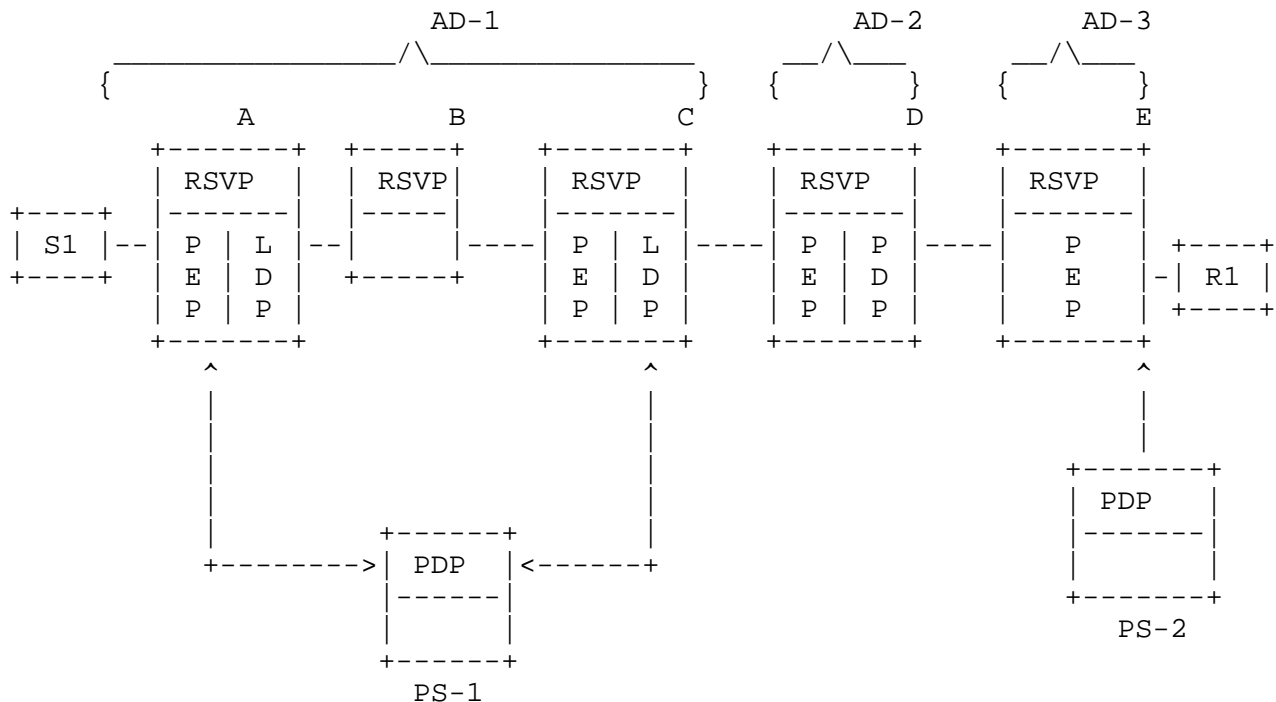 AD-1 AD-2 AD-3
A B C D E
RSVP RSVP RSVP RSVP RSVP
S1 P L P L P P P
E D E D E D E R1
P P P P P P P
PDP
PDP
PS-2
PS-1